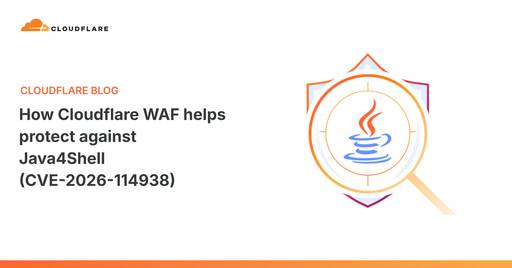 CLOUDFLARE
CLOUDFLARE BLOG
How Cloudflare WAF helps
protect against
Java4Shell
(CVE-2026-114938)